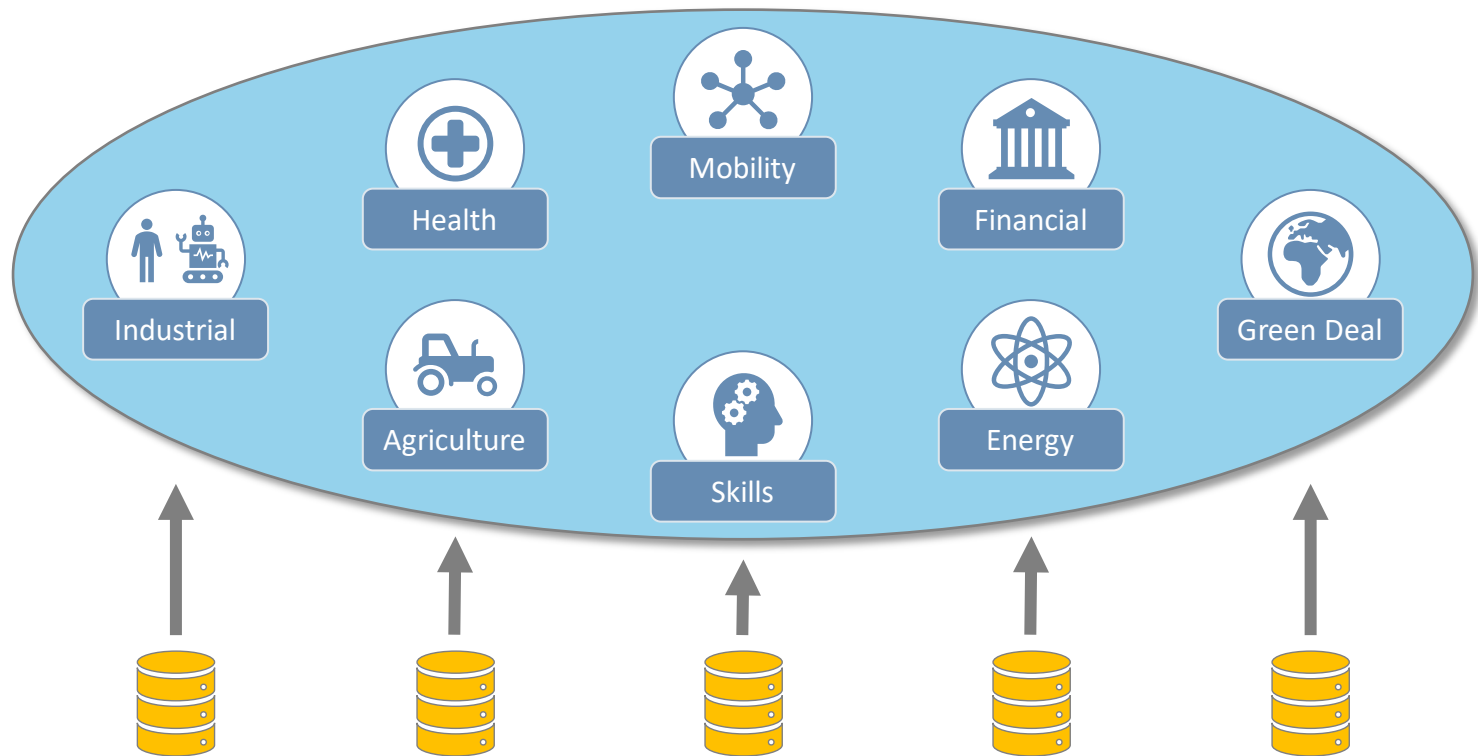 Mobility
Health
Financial
Industrial
Green Deal
Agriculture
Energy
Skills